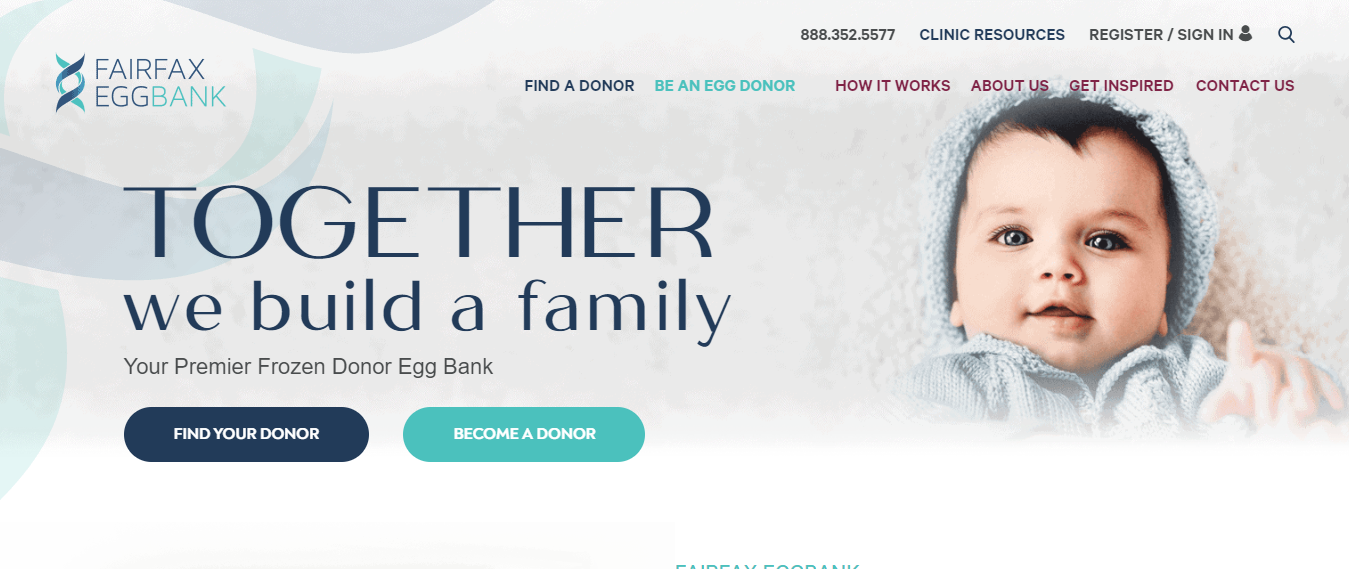 888.352.5577 CLINIC RESOURCES REGISTER / SIGN IN
FAIRFAX
EGGBANK
FIND A DONOR BE AN EGG DONOR HOW IT WORKS ABOUT US GET INSPIRED CONTACT US
TOGETHER
we build a family
Your Premier Frozen Donor Egg Bank
FIND YOUR DONOR BECOME A DONOR
FAIRFAX EGGBANK